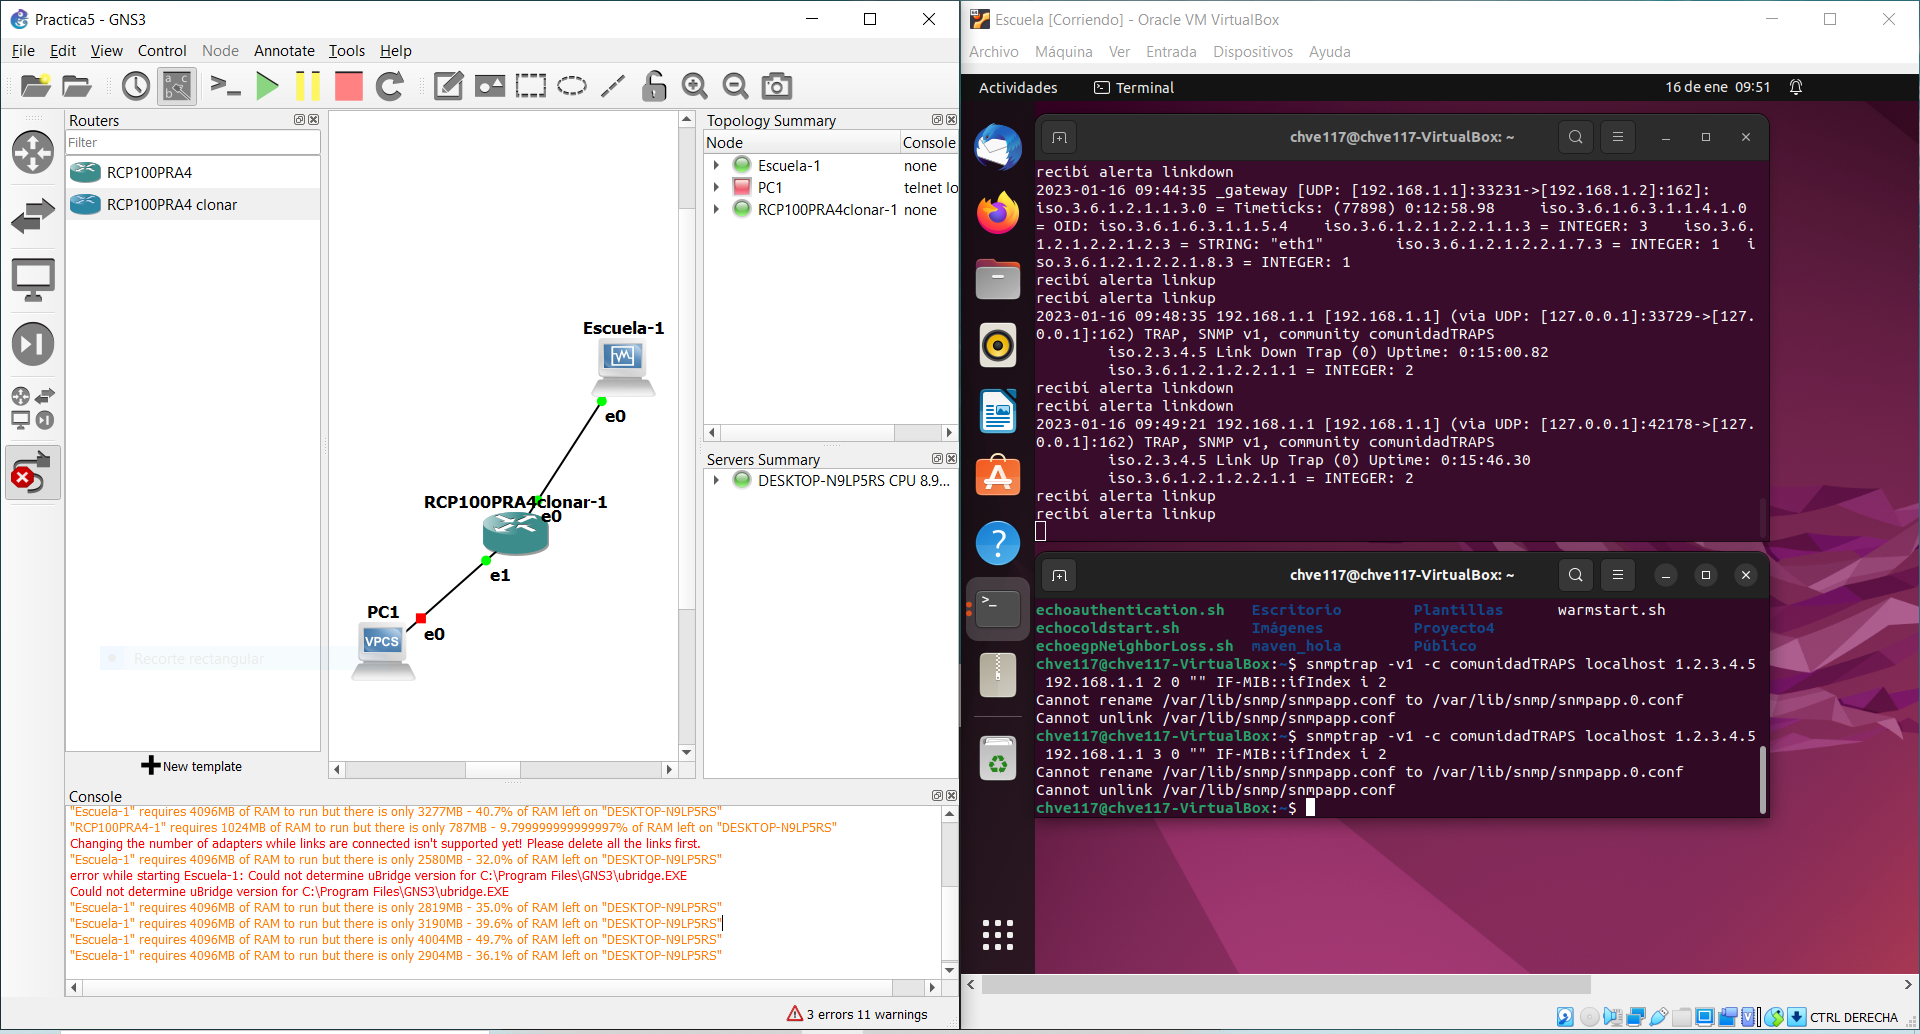 Practica5 - GNS3
File Edit View Control Node Annotate Tools Help
Routers
Filter
RCP100PRA4
RCP100PRA4 clonar
New template
Escuela-1
e0
RCP100PRA4clonar-1
e0
e1
PC1
VPCS
e0
Recorte rectangular
Topology Summary
Node Console
Escuela-1 none
PC1 telnet lo
RCP100PRA4clonar-1 none
Servers Summary
DESKTOP-N9LP5RS CPU 8.9...
Console
"Escuela-1" requires 4096MB of RAM to run but there is only 3277MB - 40.7% of RAM left on "DESKTOP-N9LP5RS"
"RCP100PRA4-1" requires 1024MB of RAM to run but there is only 787MB - 9.799999999999997% of RAM left on "DESKTOP-N9LP5RS"
Changing the number of adapters while links are connected isn't supported yet! Please delete all the links first.
"Escuela-1" requires 4096MB of RAM to run but there is only 2580MB - 32.0% of RAM left on "DESKTOP-N9LP5RS"
error while starting Escuela-1: Could not determine uBridge version for C:\Program Files\GNS3\ubridge.EXE
Could not determine uBridge version for C:\Program Files\GNS3\ubridge.EXE
"Escuela-1" requires 4096MB of RAM to run but there is only 2819MB - 35.0% of RAM left on "DESKTOP-N9LP5RS"
"Escuela-1" requires 4096MB of RAM to run but there is only 3190MB - 39.6% of RAM left on "DESKTOP-N9LP5RS"
"Escuela-1" requires 4096MB of RAM to run but there is only 4004MB - 49.7% of RAM left on "DESKTOP-N9LP5RS"
"Escuela-1" requires 4096MB of RAM to run but there is only 2904MB - 36.1% of RAM left on "DESKTOP-N9LP5RS"
3 errors 11 warnings
Escuela [Corriendo] - Oracle VM VirtualBox
Archivo Máquina Ver Entrada Dispositivos Ayuda
Actividades Terminal 16 de ene 09:51
chve117@chve117-VirtualBox: ~
recibí alerta linkdown
2023-01-16 09:44:35 _gateway [UDP: [192.168.1.1]:33231->[192.168.1.2]:162]:
iso.3.6.1.2.1.1.3.0 = Timeticks: (77898) 0:12:58.98 iso.3.6.1.6.3.1.1.4.1.0
= OID: iso.3.6.1.6.3.1.1.5.4 iso.3.6.1.2.1.2.2.1.1.3 = INTEGER: 3 iso.3.6.
1.2.1.2.2.1.2.3 = STRING: "eth1" iso.3.6.1.2.1.2.2.1.7.3 = INTEGER: 1 i
so.3.6.1.2.1.2.2.1.8.3 = INTEGER: 1
recibí alerta linkup
recibí alerta linkup
2023-01-16 09:48:35 192.168.1.1 [192.168.1.1] (via UDP: [127.0.0.1]:33729->[127.
0.0.1]:162) TRAP, SNMP v1, community comunidadTRAPS
iso.2.3.4.5 Link Down Trap (0) Uptime: 0:15:00.82
iso.3.6.1.2.1.2.2.1.1 = INTEGER: 2
recibí alerta linkdown
recibí alerta linkdown
2023-01-16 09:49:21 192.168.1.1 [192.168.1.1] (via UDP: [127.0.0.1]:42178->[127.
0.0.1]:162) TRAP, SNMP v1, community comunidadTRAPS
iso.2.3.4.5 Link Up Trap (0) Uptime: 0:15:46.30
iso.3.6.1.2.1.2.2.1.1 = INTEGER: 2
recibí alerta linkup
recibí alerta linkup
chve117@chve117-VirtualBox: ~
echoauthentication.sh Escritorio Plantillas warmstart.sh
echocoldstart.sh Imágenes Proyecto4
echoegpNeighborLoss.sh maven_hola Público
chve117@chve117-VirtualBox:~$ snmptrap -v1 -c comunidadTRAPS localhost 1.2.3.4.5
192.168.1.1 2 0 "" IF-MIB::ifIndex i 2
Cannot rename /var/lib/snmp/snmpapp.conf to /var/lib/snmp/snmpapp.0.conf
Cannot unlink /var/lib/snmp/snmpapp.conf
chve117@chve117-VirtualBox:~$ snmptrap -v1 -c comunidadTRAPS localhost 1.2.3.4.5
192.168.1.1 3 0 "" IF-MIB::ifIndex i 2
Cannot rename /var/lib/snmp/snmpapp.conf to /var/lib/snmp/snmpapp.0.conf
Cannot unlink /var/lib/snmp/snmpapp.conf
chve117@chve117-VirtualBox:~$
CTRL DERECHA